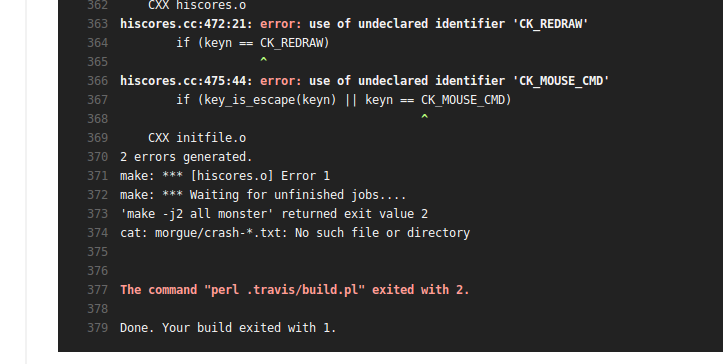 362 CXX hiscores.o
363 hiscores.cc:472:21: error: use of undeclared identifier 'CK_REDRAW'
364 if (keyn == CK_REDRAW)
365 ^
366 hiscores.cc:475:44: error: use of undeclared identifier 'CK_MOUSE_CMD'
367 if (key_is_escape(keyn) || keyn == CK_MOUSE_CMD)
368 ^
369 CXX initfile.o
370 2 errors generated.
371 make: *** [hiscores.o] Error 1
372 make: *** Waiting for unfinished jobs....
373 'make -j2 all monster' returned exit value 2
374 cat: morgue/crash-*.txt: No such file or directory
375
376
377 The command "perl .travis/build.pl" exited with 2.
378
379 Done. Your build exited with 1.